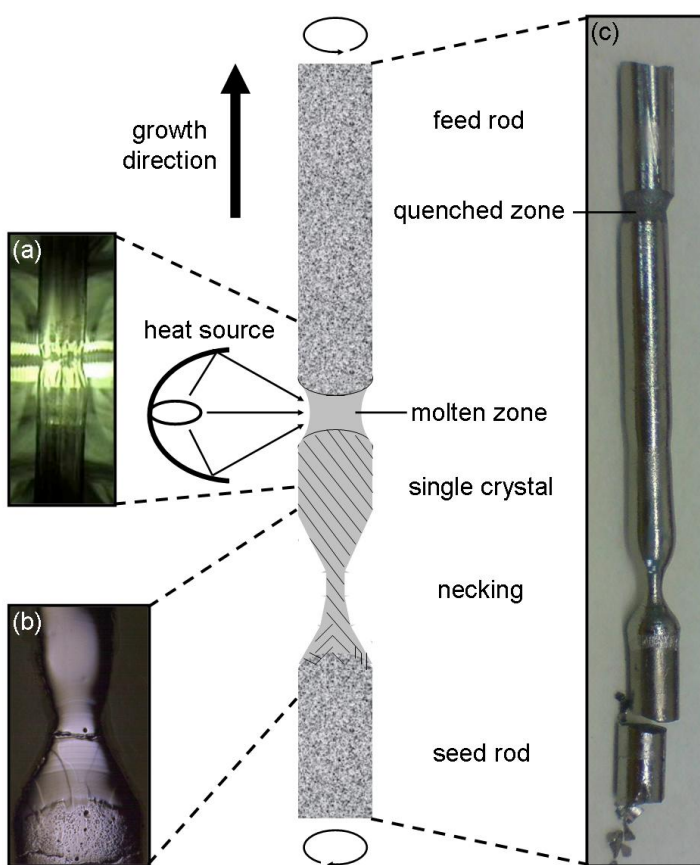 (c)
feed rod
growth
direction
quenched zone
(a)
heat source
molten zone
single crystal
necking
(b)
seed rod